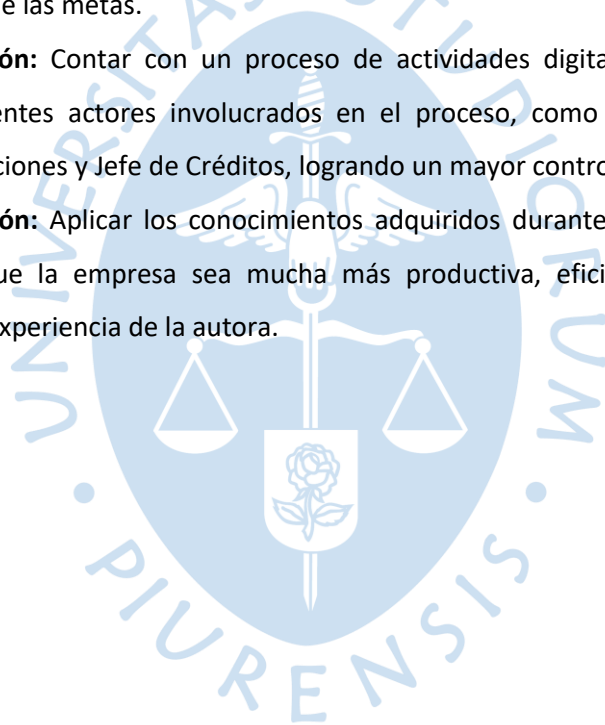 e las metas.
ón: Contar con un proceso de actividades digita
entes actores involucrados en el proceso, como
ciones y Jefe de Créditos, logrando un mayor contro
ón: Aplicar los conocimientos adquiridos durante
ue la empresa sea mucha más productiva, efici
experiencia de la autora.
UNIVERSITAS STUDIORUM
• PIURENSIS •